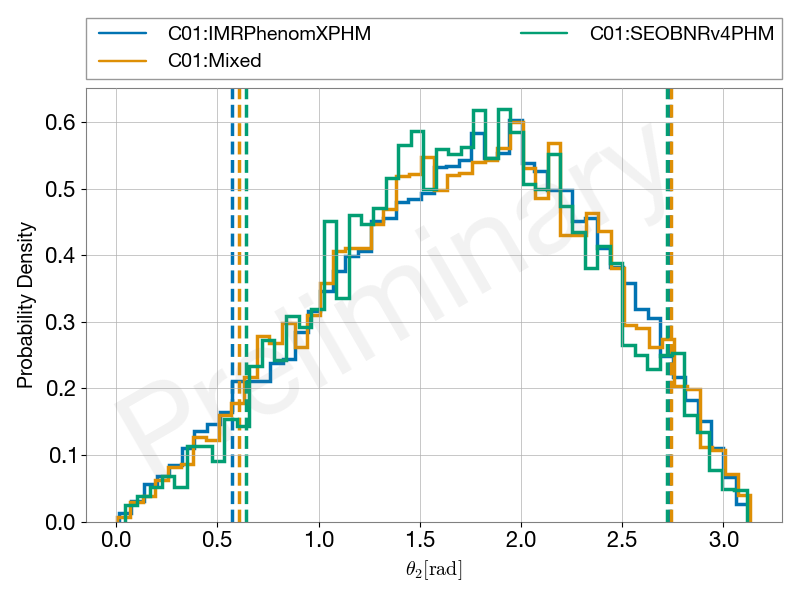 C01:IMRPhenomXPHM
C01:Mixed
C01:SEOBNRv4PHM
Preliminary
Probability Density
0.6
0.5
0.4
0.3
0.2
0.1
0.0
0.0 0.5 1.0 1.5 2.0 2.5 3.0
θ₂[rad]